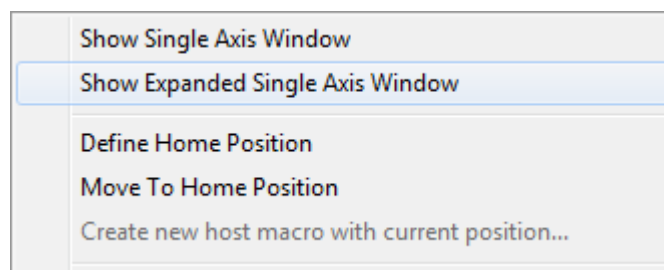 Show Single Axis Window
Show Expanded Single Axis Window
Define Home Position
Move To Home Position
Create new host macro with current position...